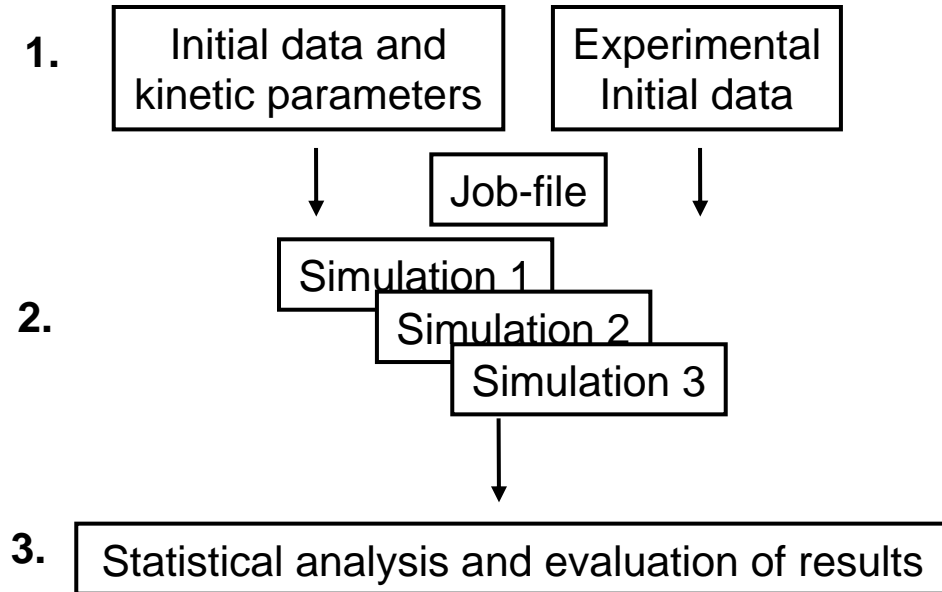 1.
Initial data and
kinetic parameters
Experimental
Initial data
Job-file
2.
Simulation 1
Simulation 2
Simulation 3
3.
Statistical analysis and evaluation of results